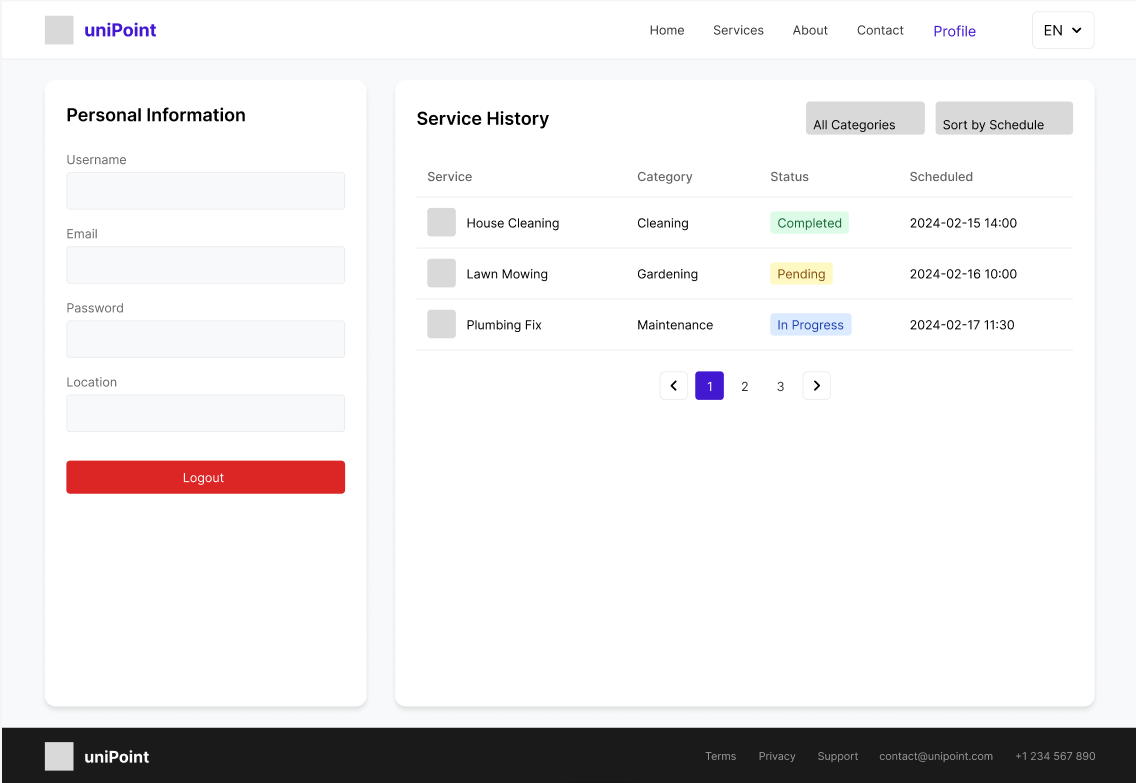 uniPoint
Home Services About Contact Profile EN
Personal Information
Username
Email
Password
Location
Logout
Service History
All Categories Sort by Schedule
Service Category Status Scheduled
House Cleaning Cleaning Completed 2024-02-15 14:00
Lawn Mowing Gardening Pending 2024-02-16 10:00
Plumbing Fix Maintenance In Progress 2024-02-17 11:30
1 2 3
uniPoint
Terms Privacy Support contact@unipoint.com +1 234 567 890